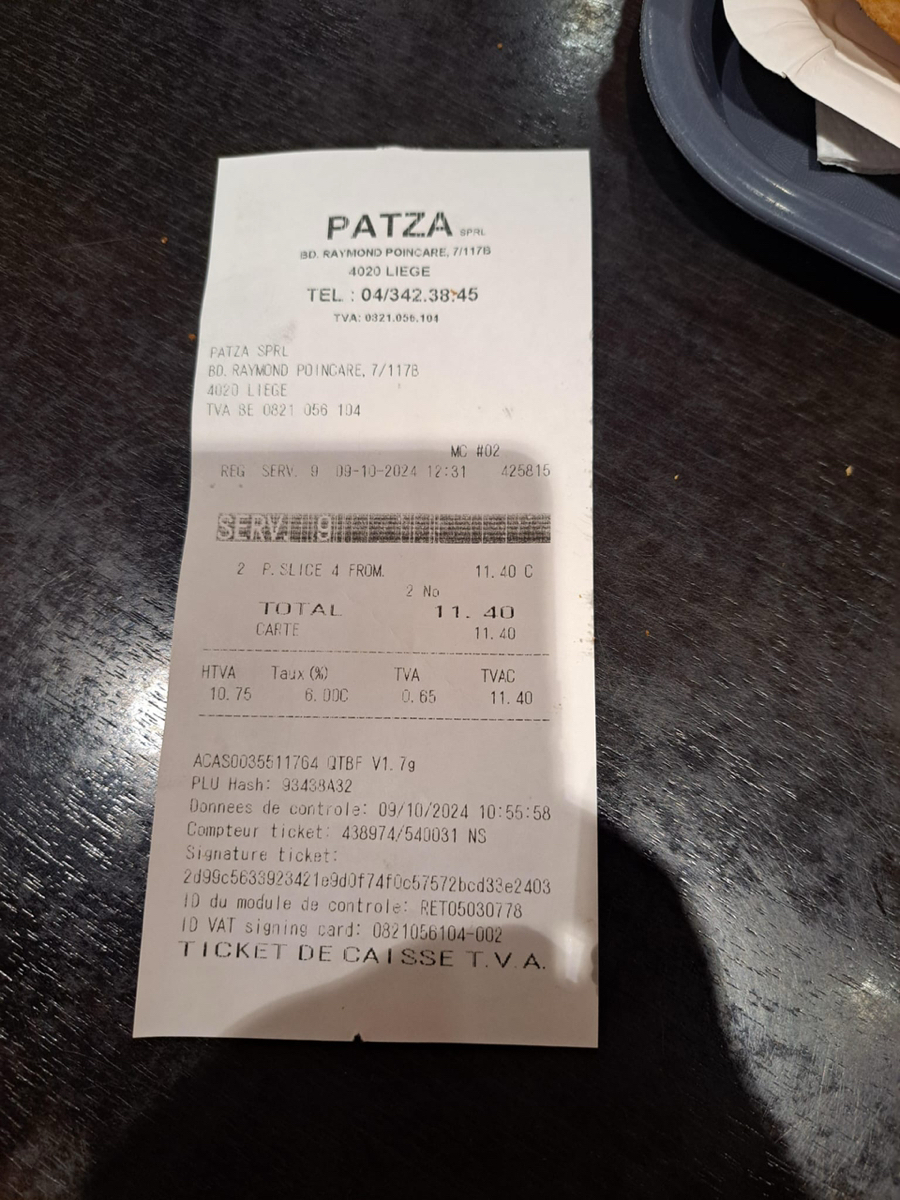 PATZA SPRL
BD. RAYMOND POINCARE, 7/117B
4020 LIEGE
TEL : 04/342.38.45
TVA: 0821.056.104
PATZA SPRL
BD. RAYMOND POINCARE, 7/117B
4020 LIEGE
TVA BE 0821 056 104
MC #02
REG SERV. 9 09-10-2024 12:31 425815
SERV. 9
2 P.SLICE 4 FROM. 11.40 C
2 No
TOTAL 11.40
CARTE 11.40
HTVA Taux (%) TVA TVAC
10.75 6.00C 0.65 11.40
ACAS0035511764 QTBF V1.7g
PLU Hash: 93438A32
Donnees de controle: 09/10/2024 10:55:58
Compteur ticket: 438974/540031 NS
Signature ticket:
2d99c5633923421e9d0f74f0c57572bcd33e2403
ID du module de controle: RET05030778
ID VAT signing card: 0821056104-002
TICKET DE CAISSE T.V.A.